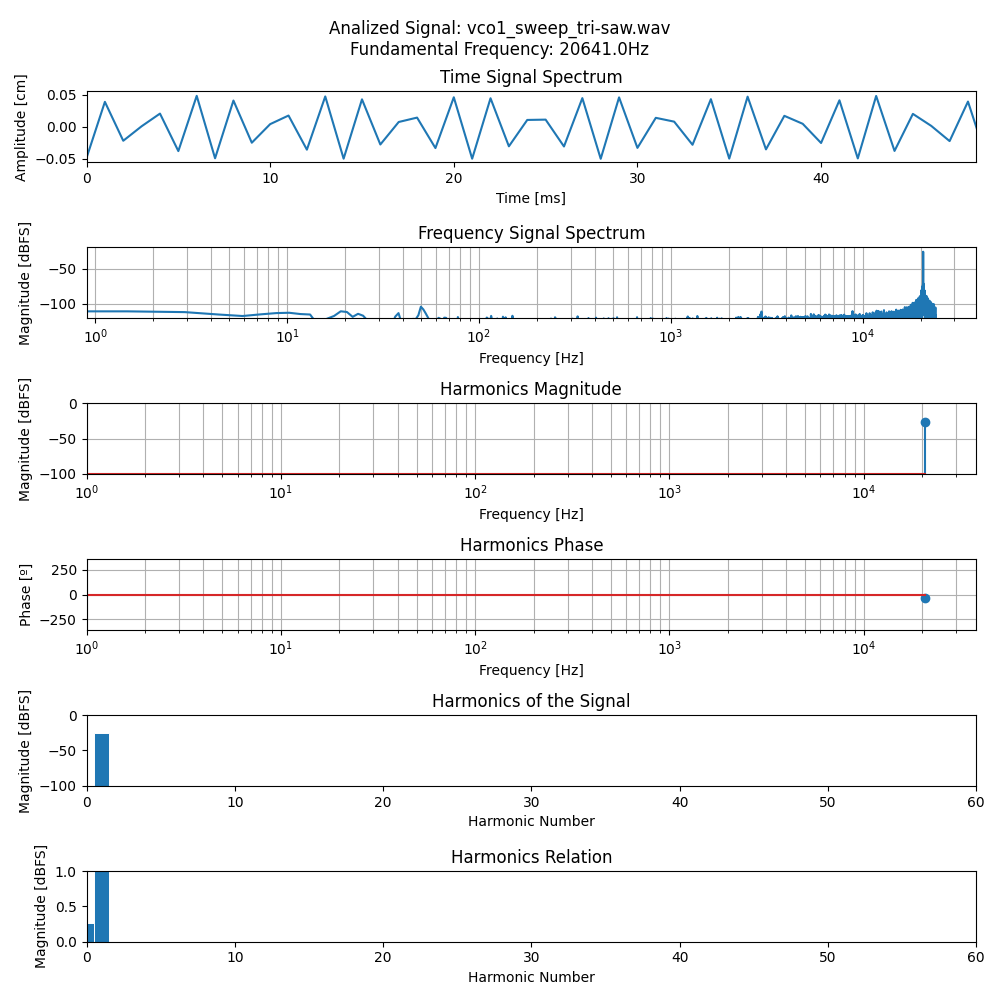 Analized Signal: vco1_sweep_tri-saw.wav
Fundamental Frequency: 20641.0Hz
Time Signal Spectrum
Amplitude [cm]
0.05
0.00
−0.05
0 10 20 30 40
Time [ms]
Frequency Signal Spectrum
Magnitude [dBFS]
−50
−100
10⁰ 10¹ 10² 10³ 10⁴
Frequency [Hz]
Harmonics Magnitude
Magnitude [dBFS]
0
−50
−100
10⁰ 10¹ 10² 10³ 10⁴
Frequency [Hz]
Harmonics Phase
Phase [º]
250
0
−250
10⁰ 10¹ 10² 10³ 10⁴
Frequency [Hz]
Harmonics of the Signal
Magnitude [dBFS]
0
−50
−100
0 10 20 30 40 50 60
Harmonic Number
Harmonics Relation
Magnitude [dBFS]
1.0
0.5
0.0
0 10 20 30 40 50 60
Harmonic Number